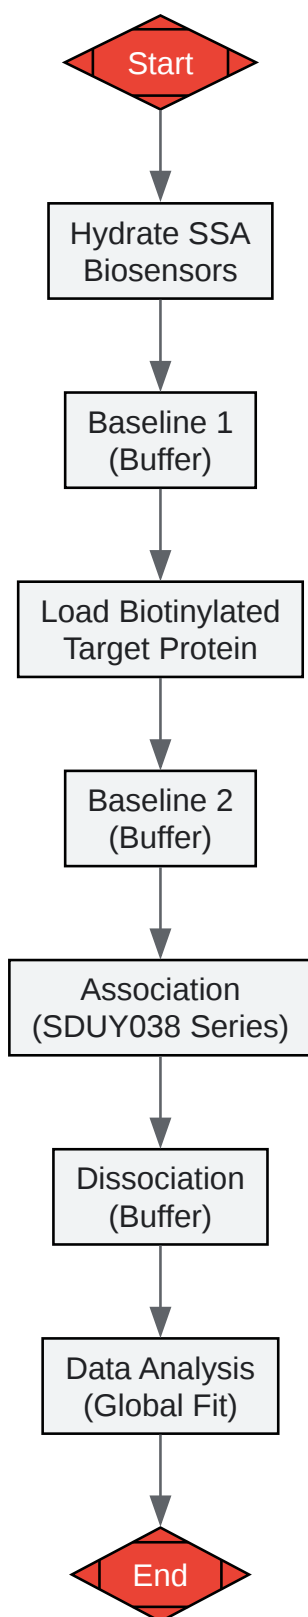 Start
Hydrate SSA
Biosensors
Baseline 1
(Buffer)
Load Biotinylated
Target Protein
Baseline 2
(Buffer)
Association
(SDUY038 Series)
Dissociation
(Buffer)
Data Analysis
(Global Fit)
End